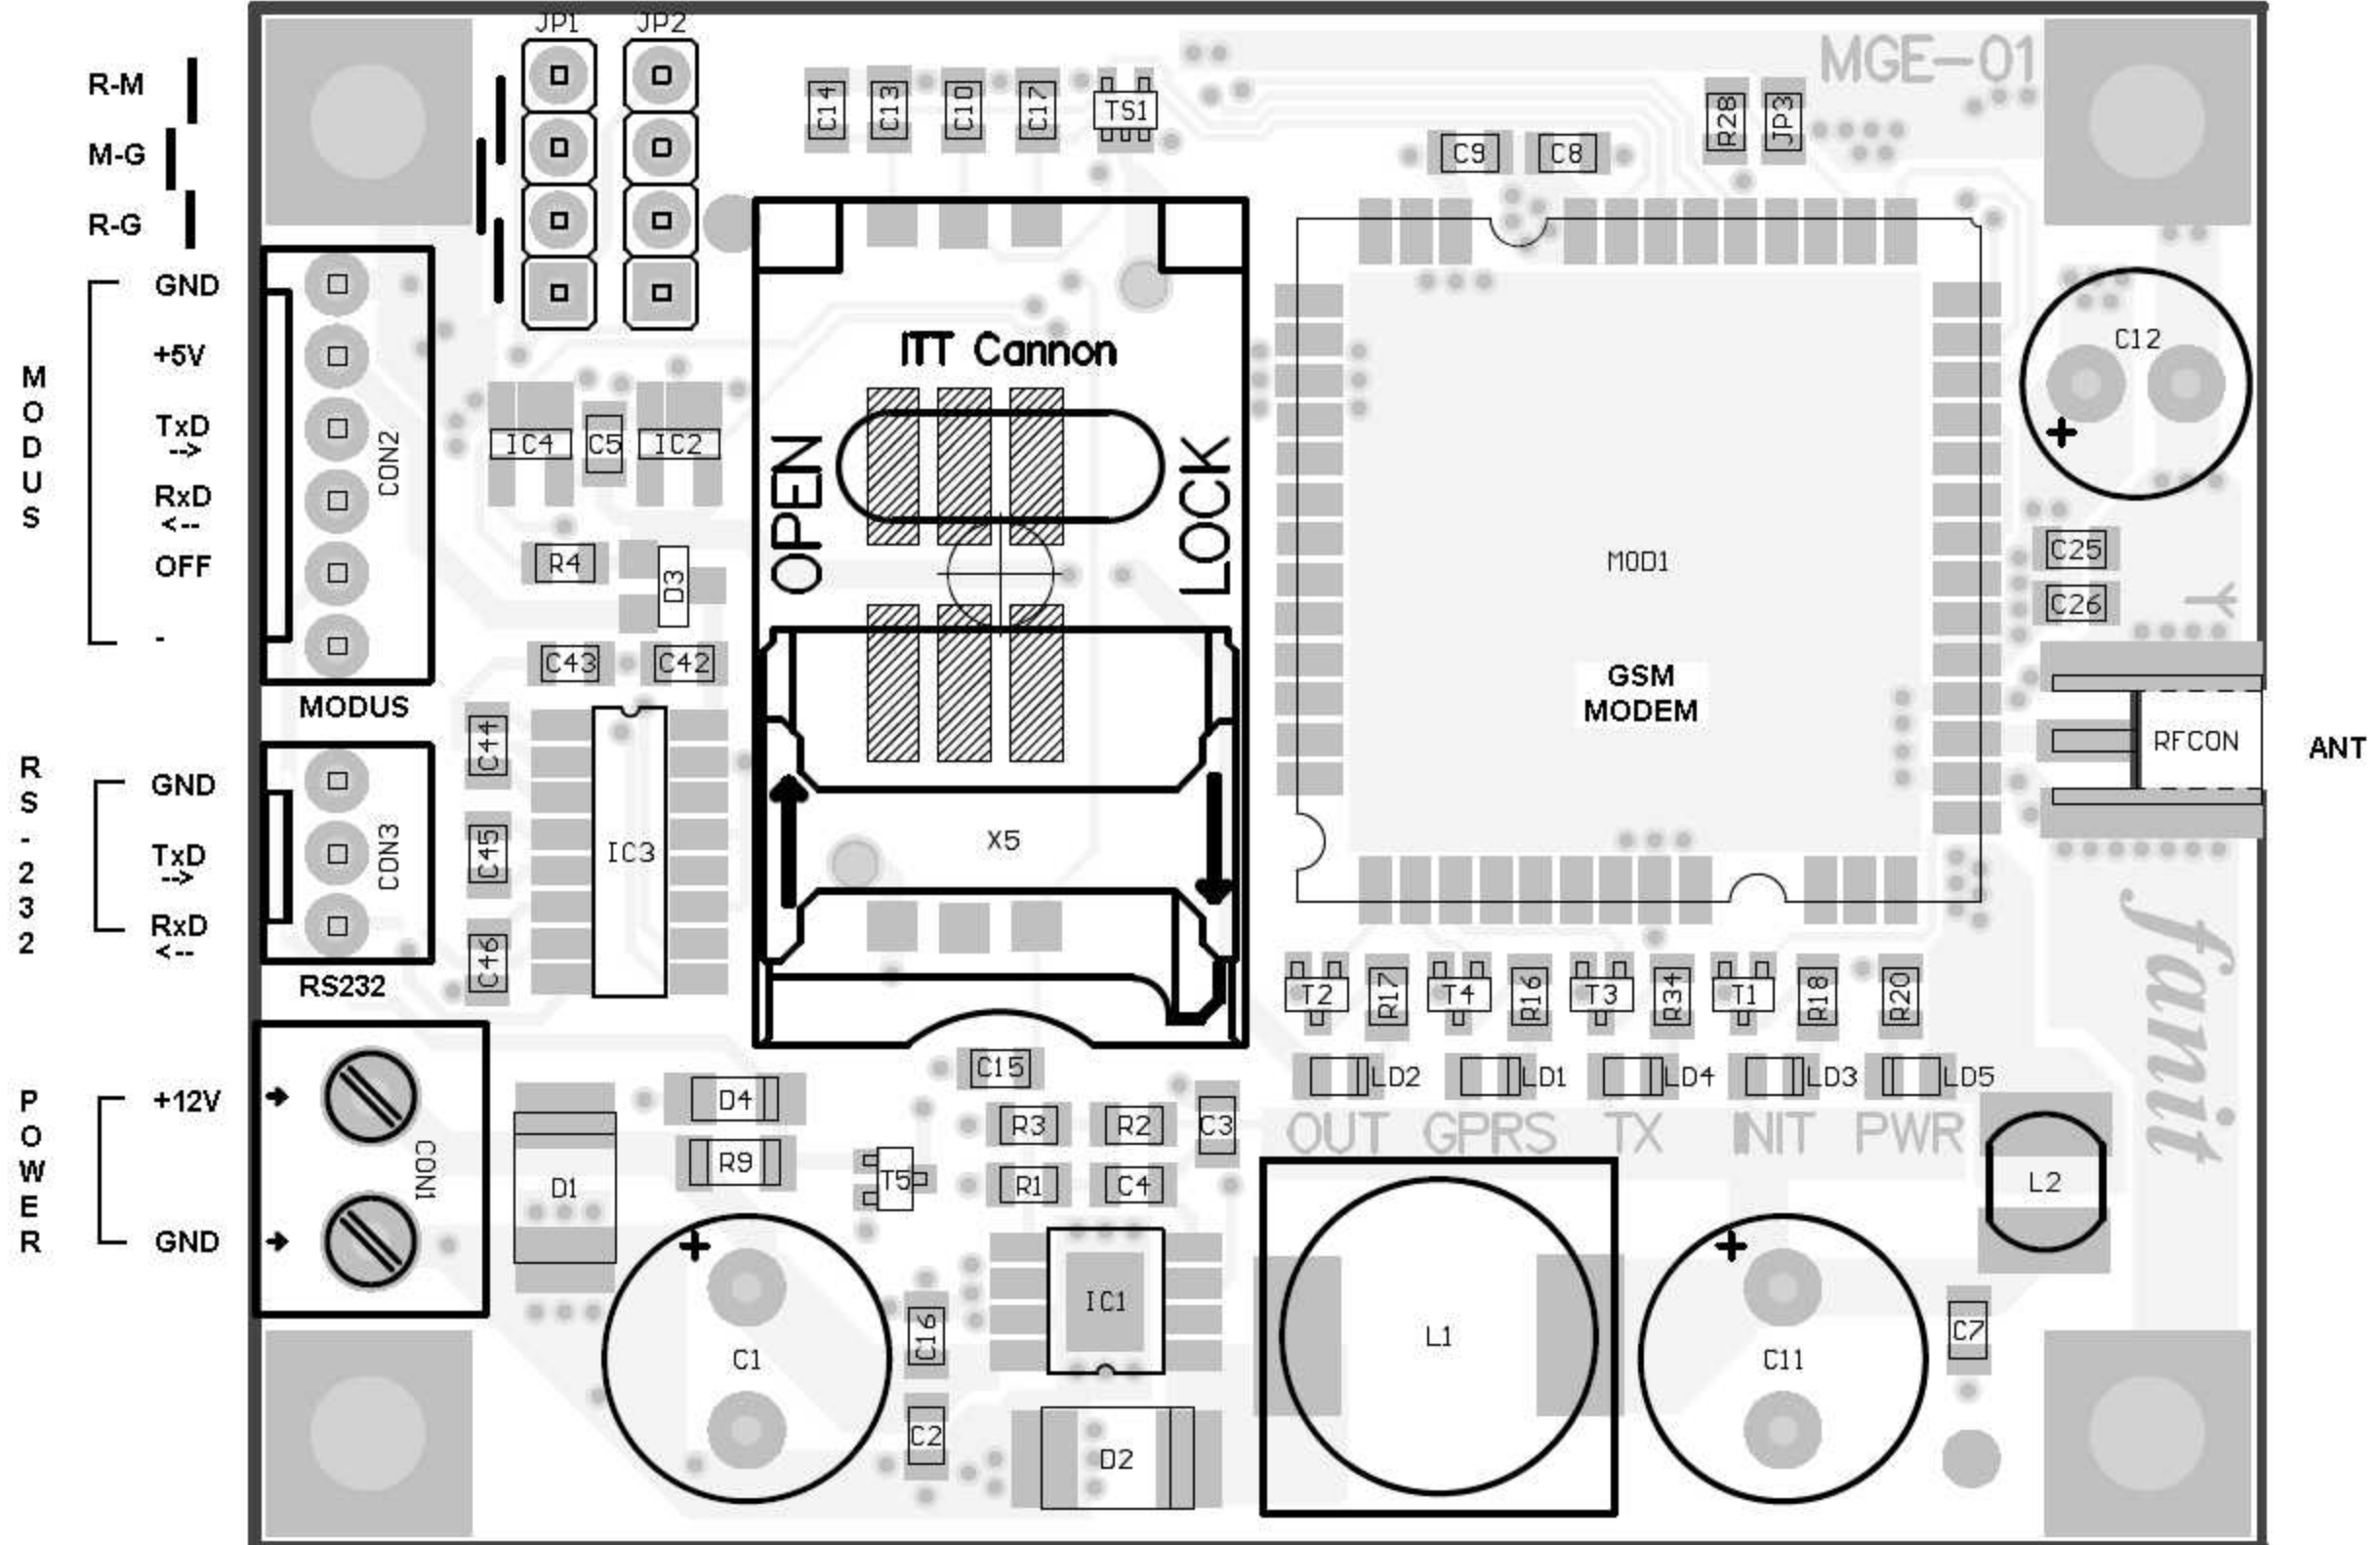 JP1 JP2
MGE-01
R-M
M-G
R-G
C14 C13 C10 C17 TS1
R28 JP3
C9 C8
MODUS
GND
+5V
TxD
-->
RxD
<--
OFF
-
CON2
MODUS
ITT Cannon
OPEN
LOCK
IC4 C5 IC2
R4
D3
C43 C42
C44
C45
C46
IC3
X5
MOD1
GSM
MODEM
C12
C25
C26
Y
RFCON
ANT
RS-232
GND
TxD
-->
RxD
<--
CON3
RS232
fanit
T2 R17 T4 R16 T3 R34 T1 R18 R20
LD2 LD1 LD4 LD3 LD5
OUT GPRS TX INIT PWR
POWER
+12V
GND
CON1
C15
D4
R9
D1
T5
R3 R2 C3
R1 C4
L2
IC1
C1
C16
C2
D2
L1
C11
C7